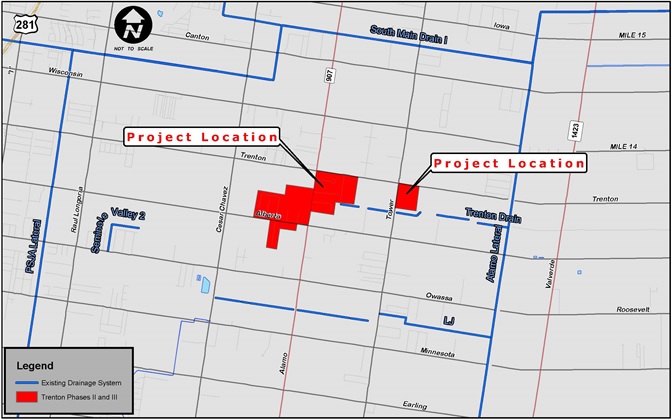 281
N
NOT TO SCALE
Canton
Iowa
South Main Drain I
MILE 15
Wisconsin
907
1423
Project Location
Trenton
MILE 14
Project Location
Raul Longoria
Cesar Chavez
Valley 2
Alberta
Tower
Trenton Drain
Trenton
PSJA Lateral
Alamo Lateral
Valverde
Owassa
Roosevelt
LJ
Minnesota
Alamo
Earling
Legend
Existing Drainage System
Trenton Phases II and III